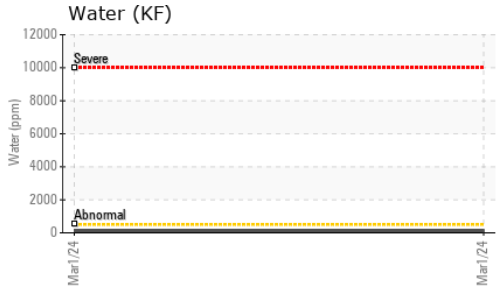 Water (KF)
12000
Severe
10000
8000
6000
Water (ppm)
4000
2000
Abnormal
0
Mar1/24
Mar1/24